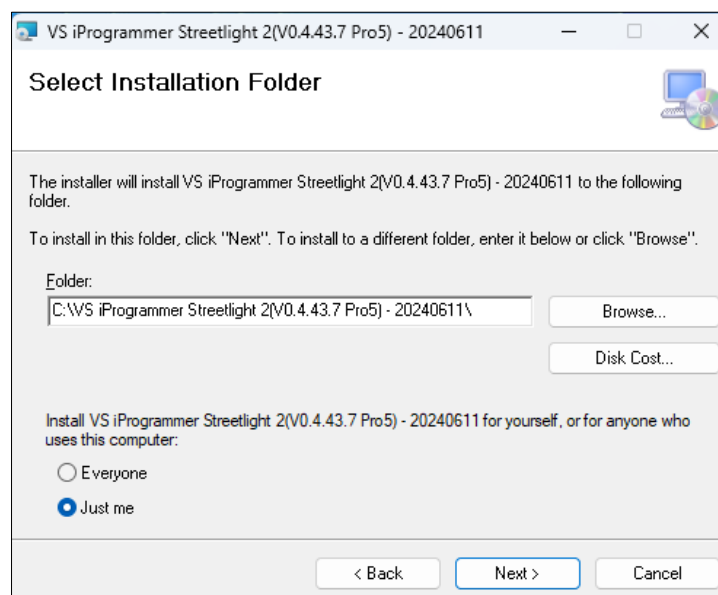 VS iProgrammer Streetlight 2(V0.4.43.7 Pro5) - 20240611
Select Installation Folder
The installer will install VS iProgrammer Streetlight 2(V0.4.43.7 Pro5) - 20240611 to the following
folder.
To install in this folder, click "Next". To install to a different folder, enter it below or click "Browse".
Folder:
C:\VS iProgrammer Streetlight 2(V0.4.43.7 Pro5) - 20240611\
Browse...
Disk Cost...
Install VS iProgrammer Streetlight 2(V0.4.43.7 Pro5) - 20240611 for yourself, or for anyone who
uses this computer:
Everyone
Just me
< Back
Next >
Cancel